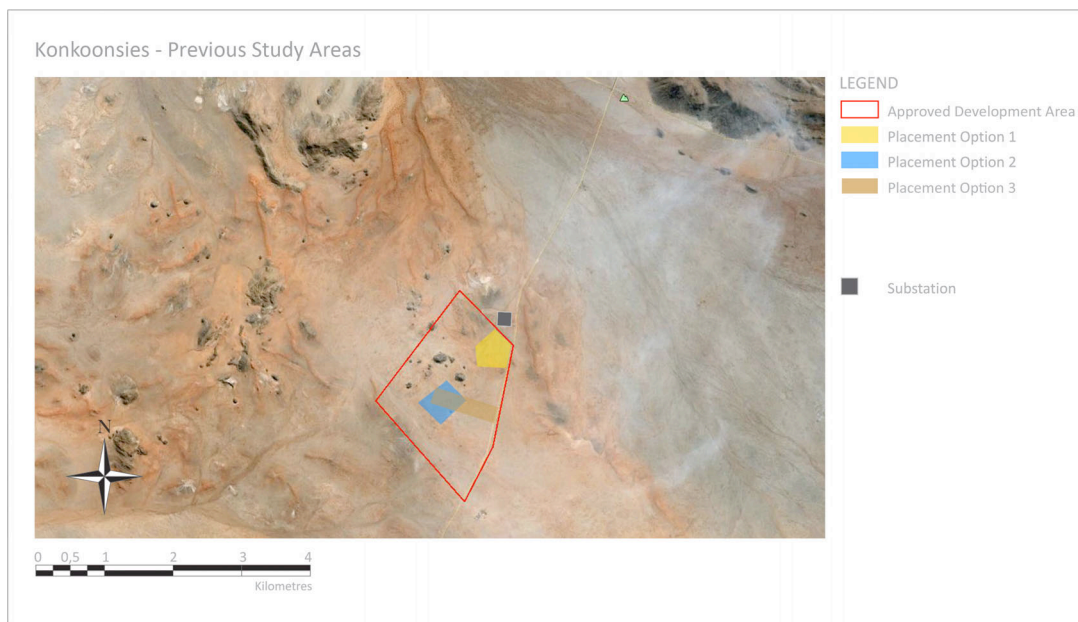 Konkoonsies - Previous Study Areas
LEGEND
Approved Development Area
Placement Option 1
Placement Option 2
Placement Option 3
Substation
N
0 0,5 1 2 3 4
Kilometres